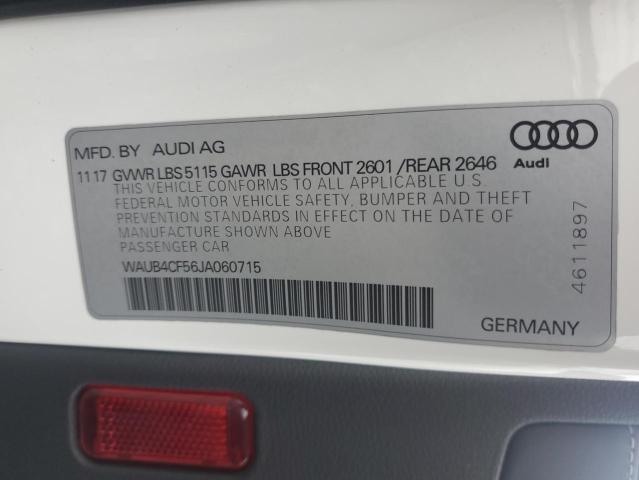 MFD. BY AUDI AG
11 17 GVWR LBS 5115 GAWR LBS FRONT 2601 /REAR 2646
THIS VEHICLE CONFORMS TO ALL APPLICABLE U S
FEDERAL MOTOR VEHICLE SAFETY, BUMPER AND THEFT
PREVENTION STANDARDS IN EFFECT ON THE DATE OF
MANUFACTURE SHOWN ABOVE
PASSENGER CAR
WAUB4CF56JA060715
Audi
4611897
GERMANY